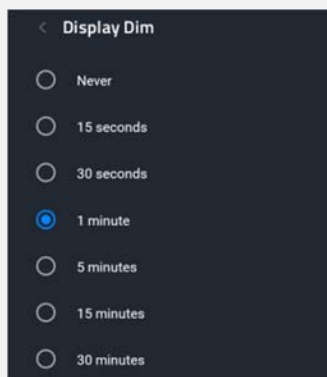 Display Dim
Never
15 seconds
30 seconds
1 minute
5 minutes
15 minutes
30 minutes